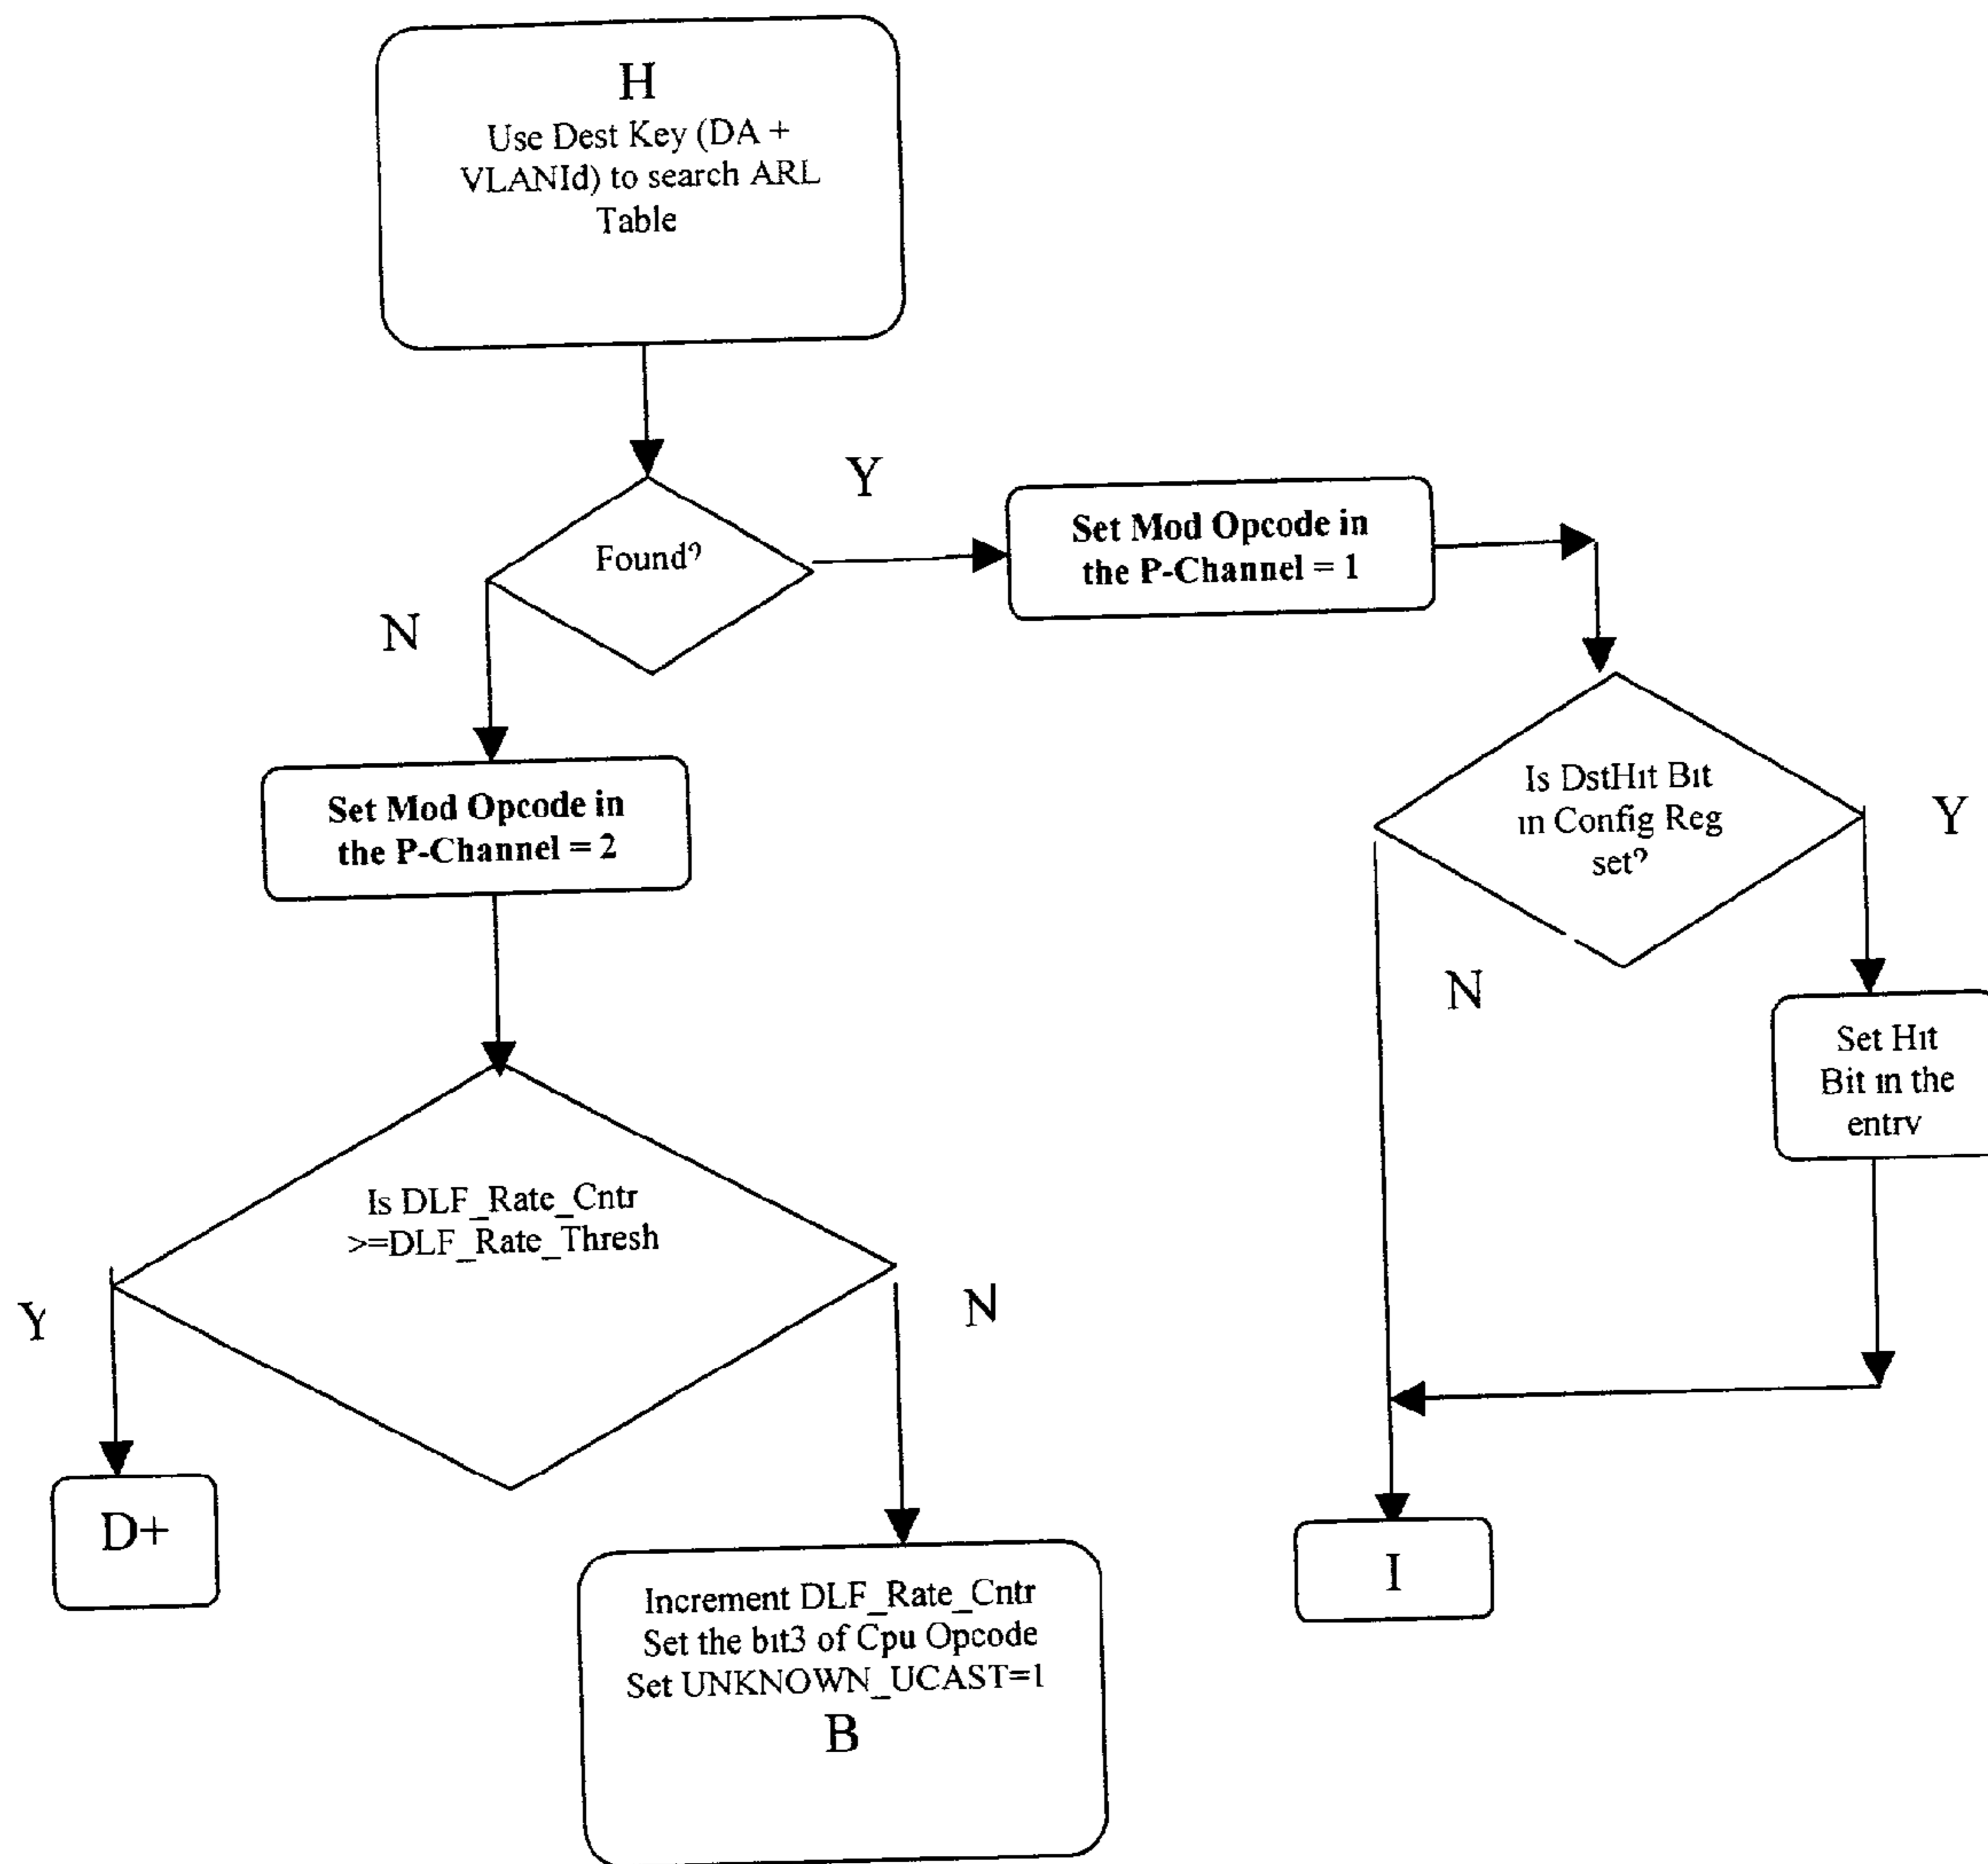 H
Use Dest Key (DA +
VLANId) to search ARL
Table
Y
Found?
Set Mod Opcode in
the P-Channel = 1
N
Set Mod Opcode in
the P-Channel = 2
Is DstHit Bit
in Config Reg
set?
Y
N
Set Hit
Bit in the
entry
Is DLF_Rate_Cntr
>=DLF_Rate_Thresh
Y
N
D+
Increment DLF_Rate_Cntr
Set the bit3 of Cpu Opcode
Set UNKNOWN_UCAST=1
B
I